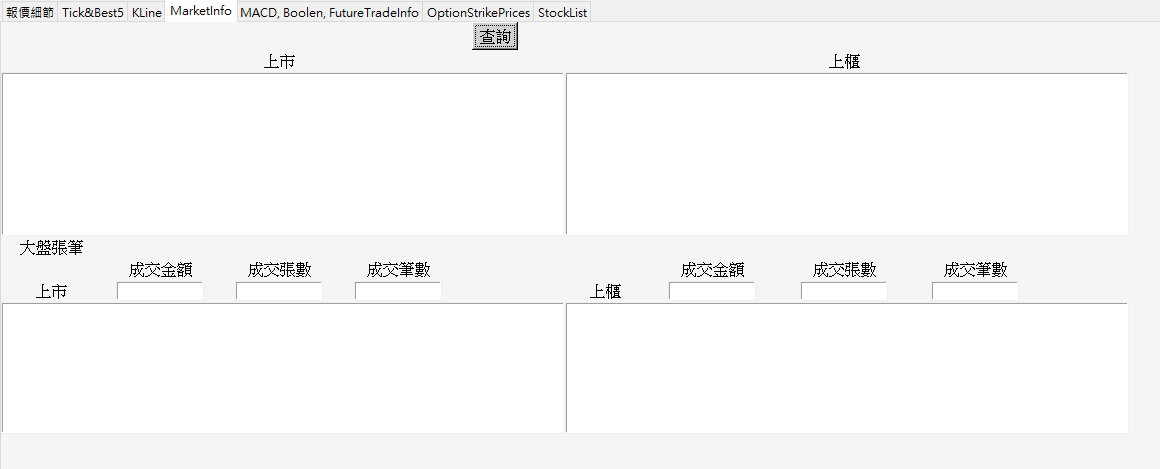 報價細節 Tick&Best5 KLine MarketInfo MACD, Boolen, FutureTradeInfo OptionStrikePrices StockList
查詢
上市 上櫃
大盤張筆
成交金額 成交張數 成交筆數 成交金額 成交張數 成交筆數
上市 上櫃